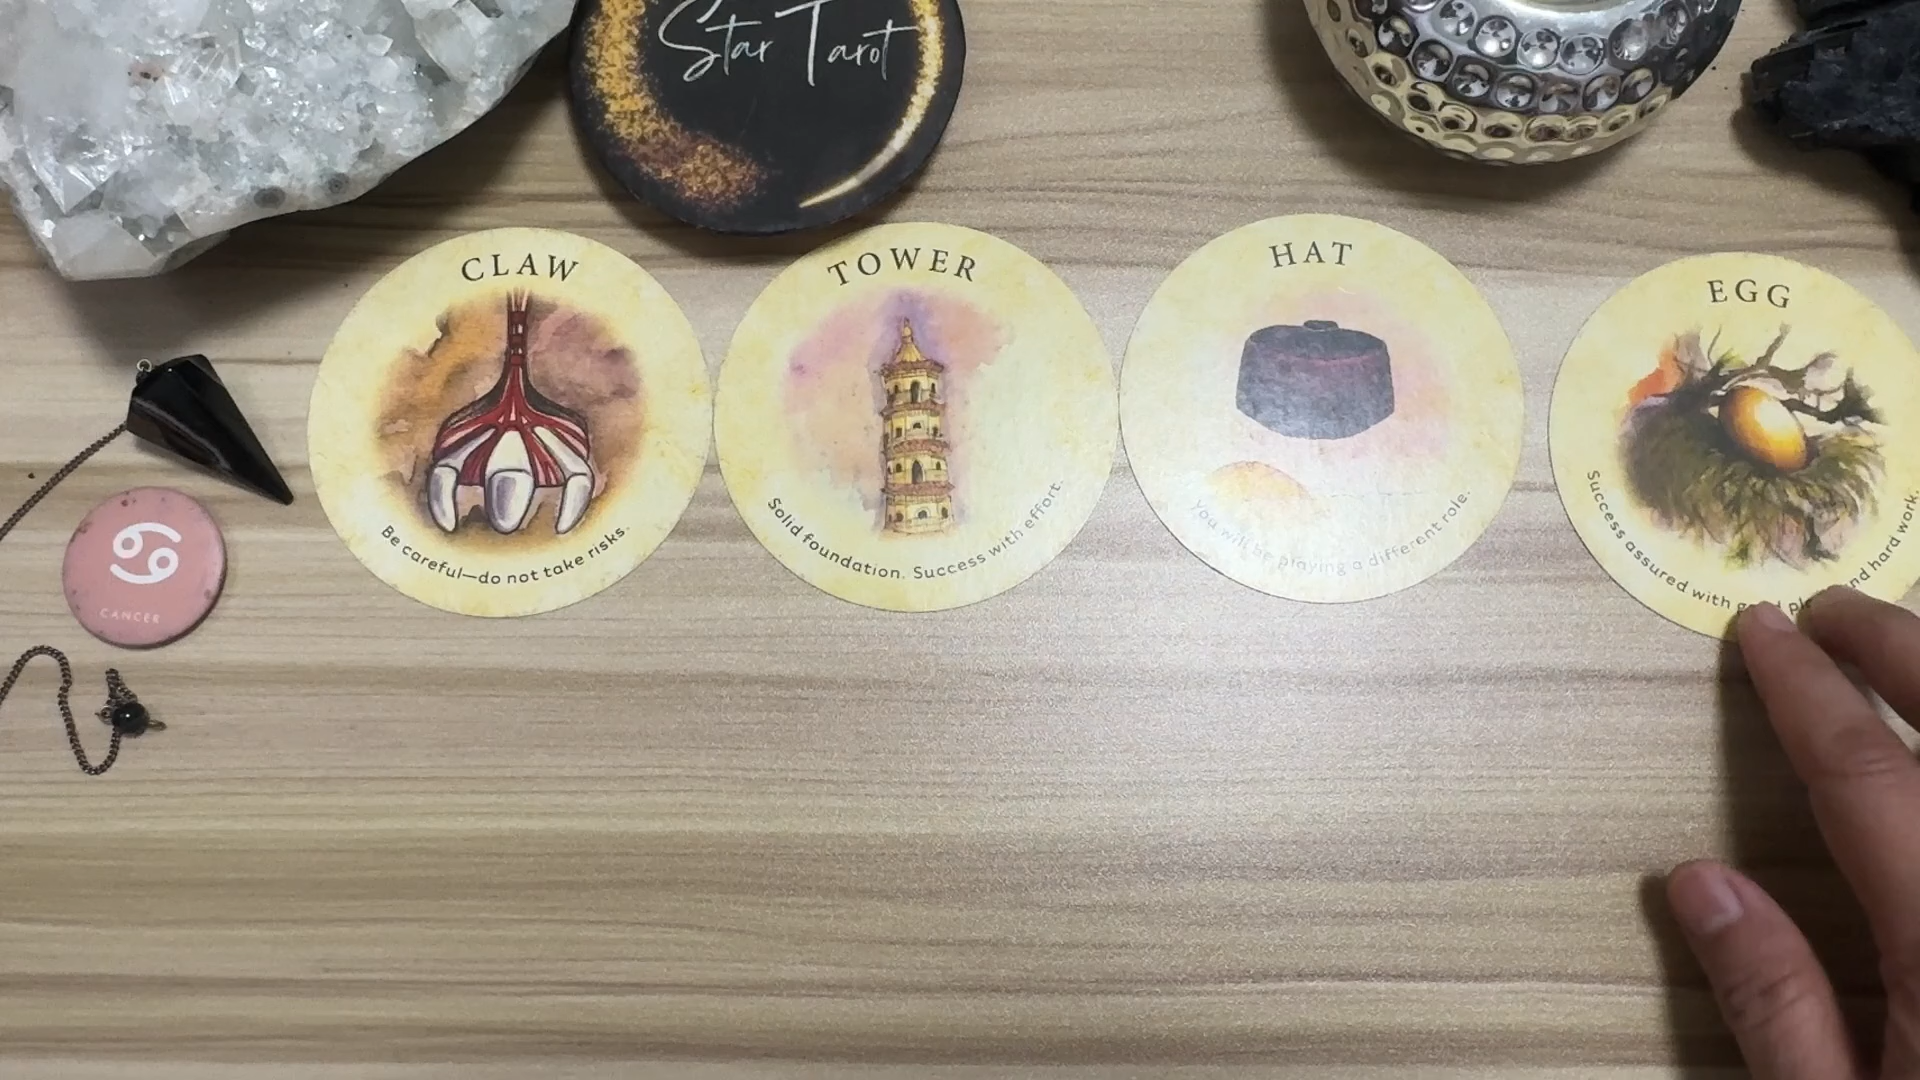 Star Tarot
CLAW
Be careful—do not take risks.
TOWER
Solid foundation. Success with effort.
HAT
You will be playing a different role.
EGG
Success assured with and hard work.
CANCER